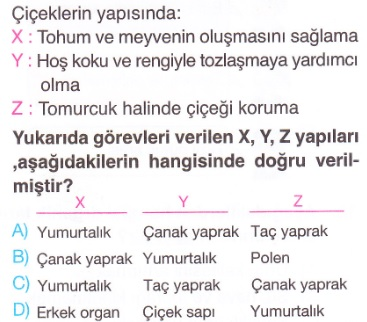 Çiçeklerin yapısında:
X : Tohum ve meyvenin oluşmasını sağlama
Y : Hoş koku ve rengiyle tozlaşmaya yardımcı
olma
Z : Tomurcuk halinde çiçeği koruma
Yukarıda görevleri verilen X, Y, Z yapıları
,aşağıdakilerin hangisinde doğru veril-
miştir?
X Y Z
A) Yumurtalık Çanak yaprak Taç yaprak
B) Çanak yaprak Yumurtalık Polen
C) Yumurtalık Taç yaprak Çanak yaprak
D) Erkek organ Çiçek sapı Yumurtalık